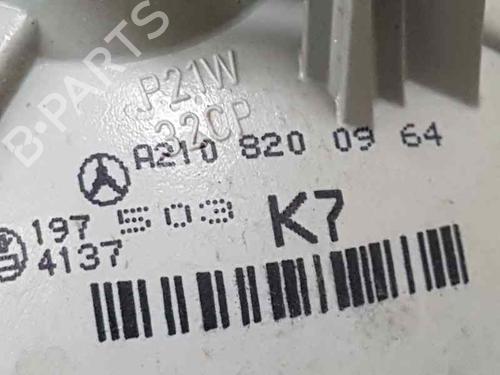 B-PARTS
P21W
32CP
A210 820 09 64
197 503 K7
4137